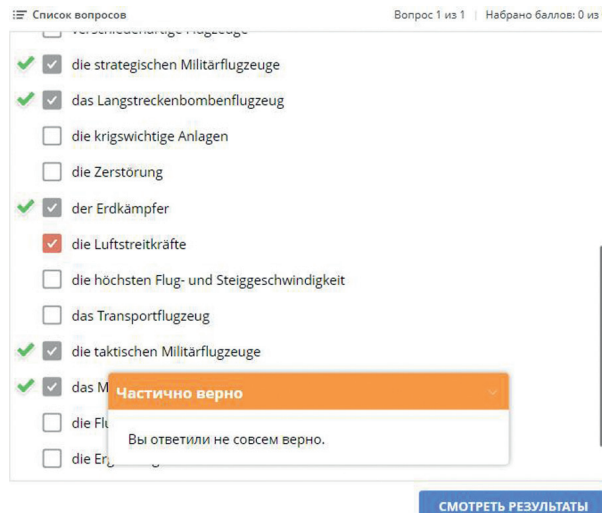 Список вопросов
Вопрос 1 из 1 | Набрано баллов: 0 из
verschiedenartige Flugzeuge
die strategischen Militärflugzeuge
das Langstreckenbombenflugzeug
die krigswichtige Anlagen
die Zerstörung
der Erdkämpfer
die Luftstreitkräfte
die höchsten Flug- und Steiggeschwindigkeit
das Transportflugzeug
die taktischen Militärflugzeuge
das
Частично верно
die
Вы ответили не совсем верно.
die
СМОТРЕТЬ РЕЗУЛЬТАТЫ